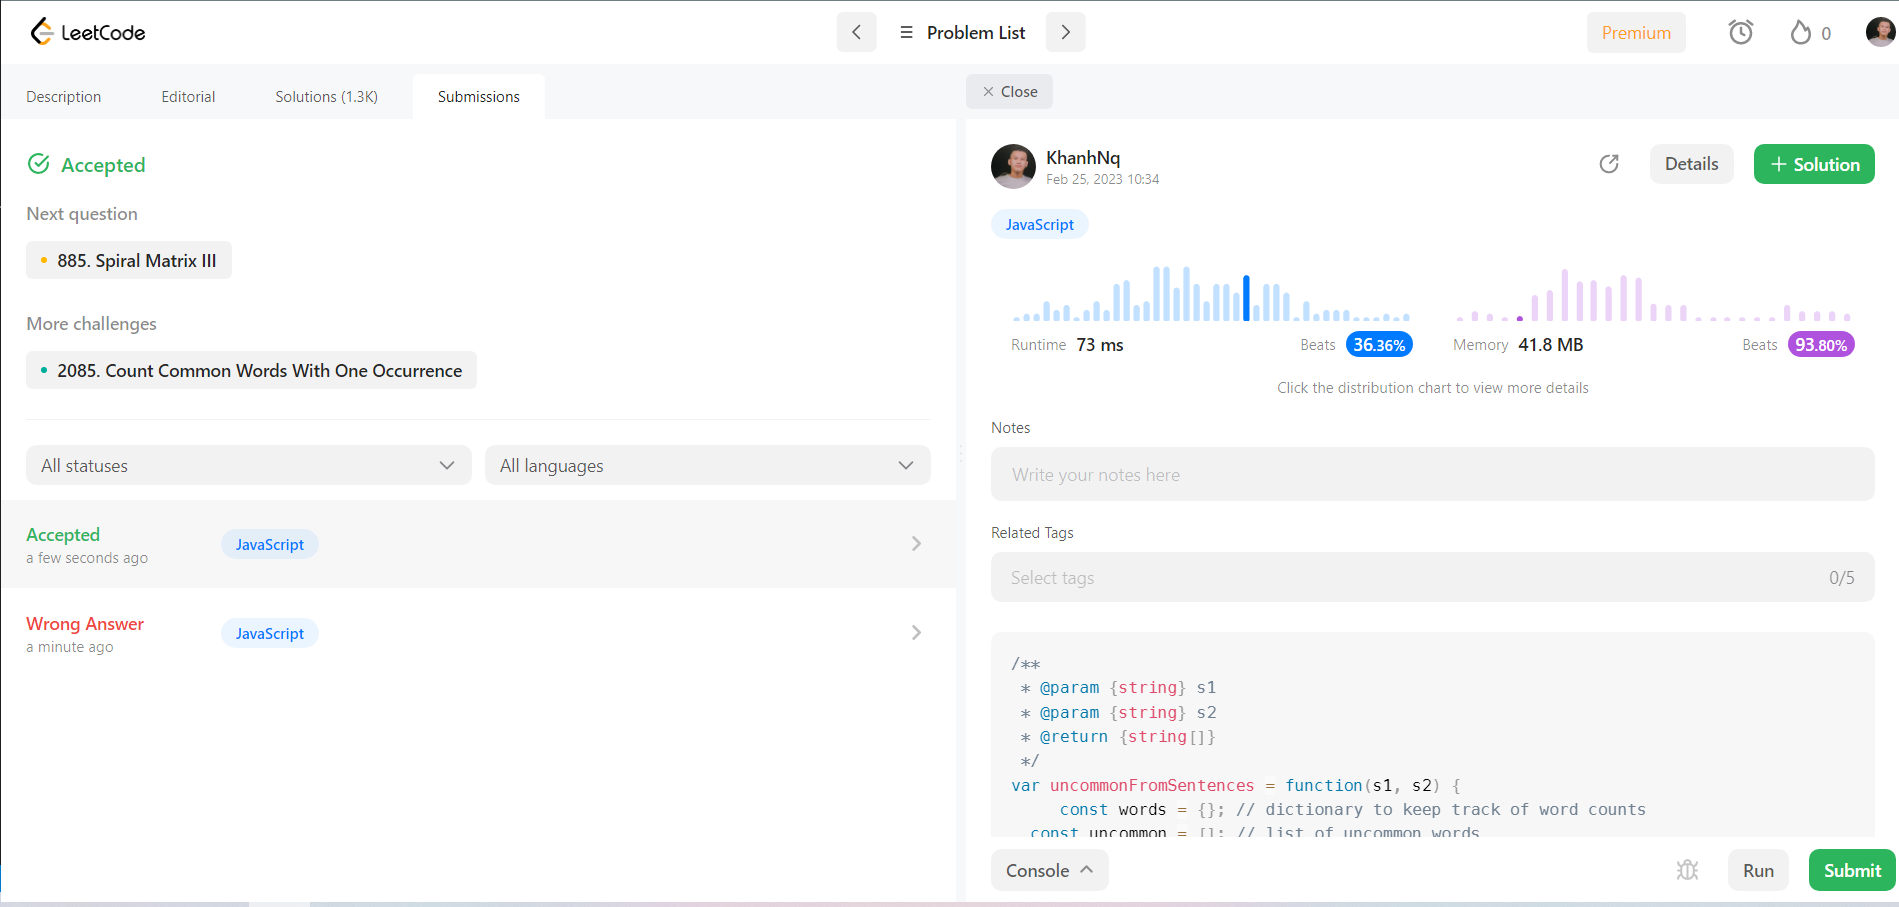 LeetCode
Problem List
Premium
0
Description
Editorial
Solutions (1.3K)
Submissions
Close
Accepted
Next question
885. Spiral Matrix III
More challenges
2085. Count Common Words With One Occurrence
All statuses
All languages
Accepted
a few seconds ago
JavaScript
Wrong Answer
a minute ago
JavaScript
KhanhNq
Feb 25, 2023 10:34
Details
+ Solution
JavaScript
Runtime 73 ms
Beats 36.36%
Memory 41.8 MB
Beats 93.80%
Click the distribution chart to view more details
Notes
Write your notes here
Related Tags
Select tags
0/5
/**
 * @param {string} s1
 * @param {string} s2
 * @return {string[]}
 */
var uncommonFromSentences = function(s1, s2) {
     const words = {}; // dictionary to keep track of word counts
  const uncommon = []; // list of uncommon words
Console
Run
Submit